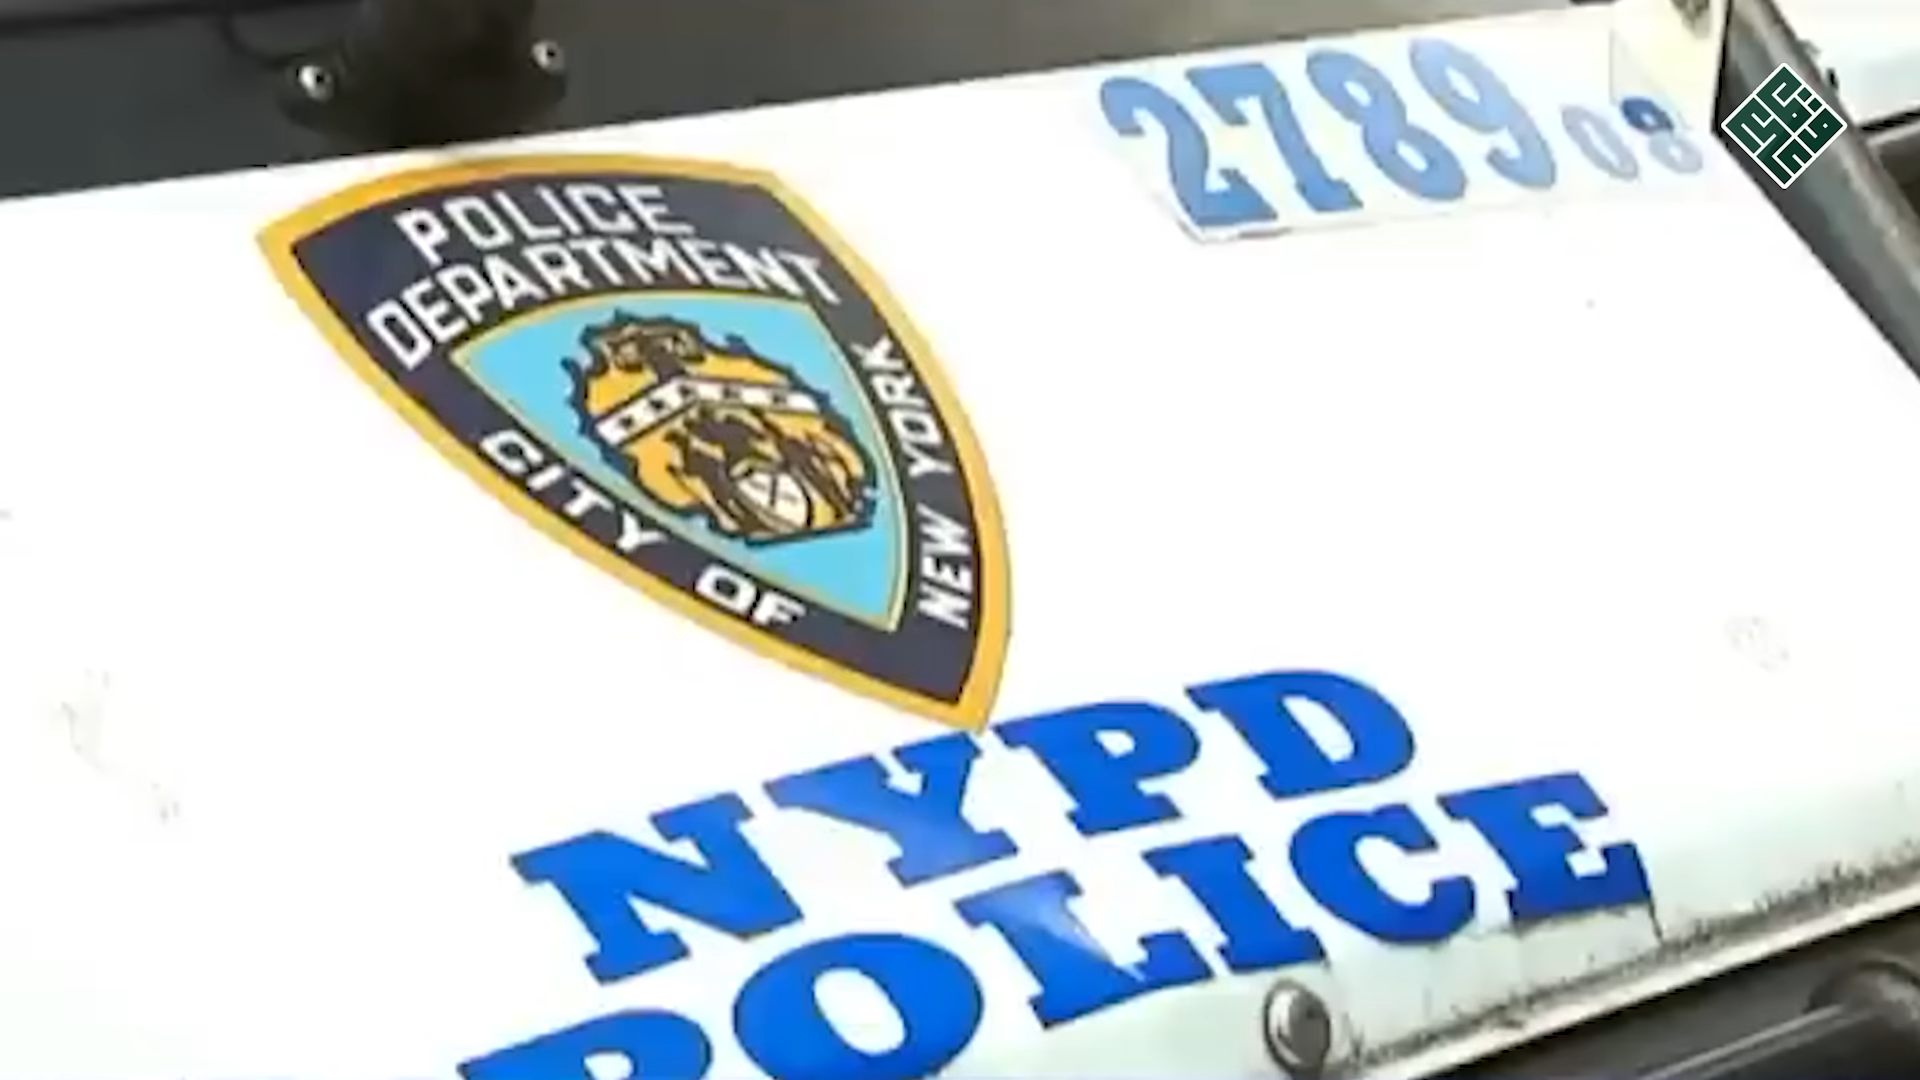 2789 08
POLICE
DEPARTMENT
CITY OF
NEW YORK
NYPD
POLICE